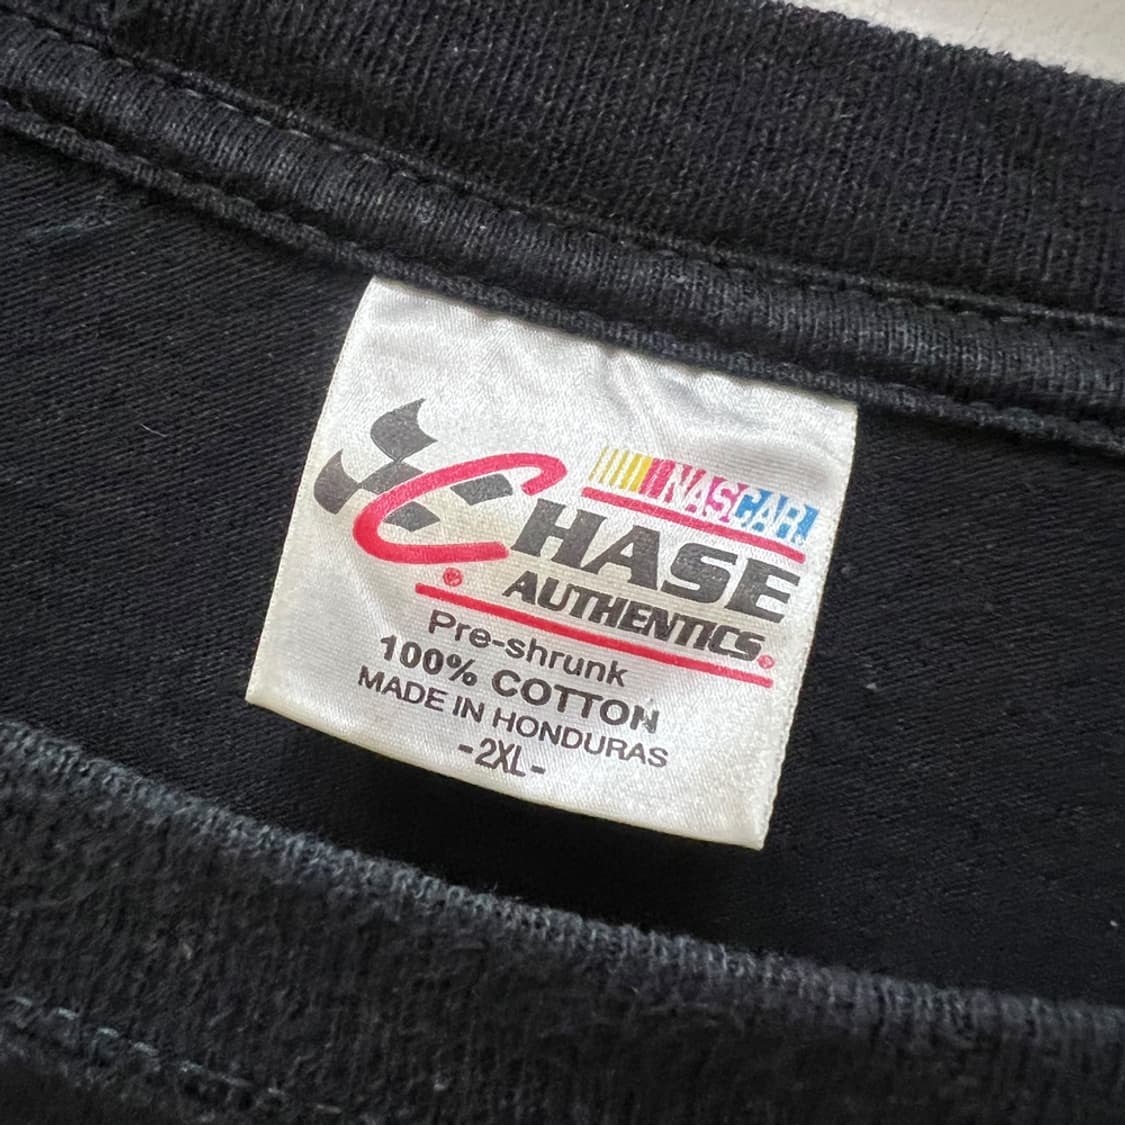 NASCAR
CHASE
AUTHENTICS
Pre-shrunk
100% COTTON
MADE IN HONDURAS
-2XL-